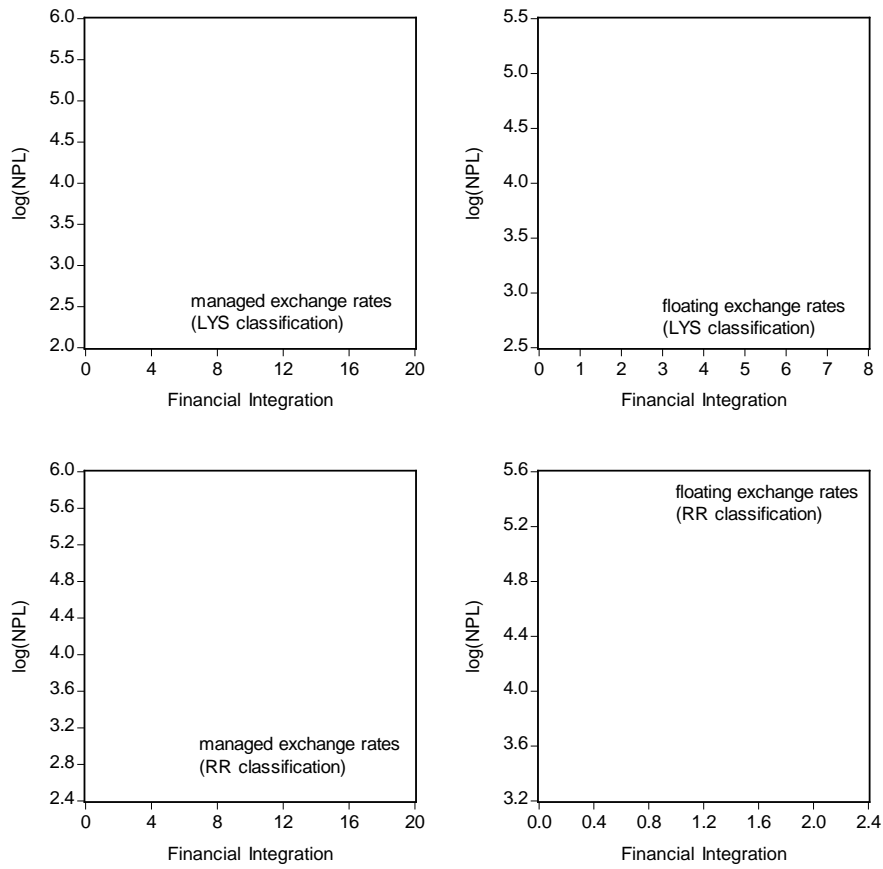 6.0
5.5
5.0
4.5
4.0
3.5
3.0
2.5
2.0
log(NPL)
managed exchange rates
(LYS classification)
0 4 8 12 16 20
Financial Integration
5.5
5.0
4.5
4.0
3.5
3.0
2.5
log(NPL)
floating exchange rates
(LYS classification)
0 1 2 3 4 5 6 7 8
Financial Integration
6.0
5.6
5.2
4.8
4.4
4.0
3.6
3.2
2.8
2.4
log(NPL)
managed exchange rates
(RR classification)
0 4 8 12 16 20
Financial Integration
5.6
5.2
4.8
4.4
4.0
3.6
3.2
log(NPL)
floating exchange rates
(RR classification)
0.0 0.4 0.8 1.2 1.6 2.0 2.4
Financial Integration